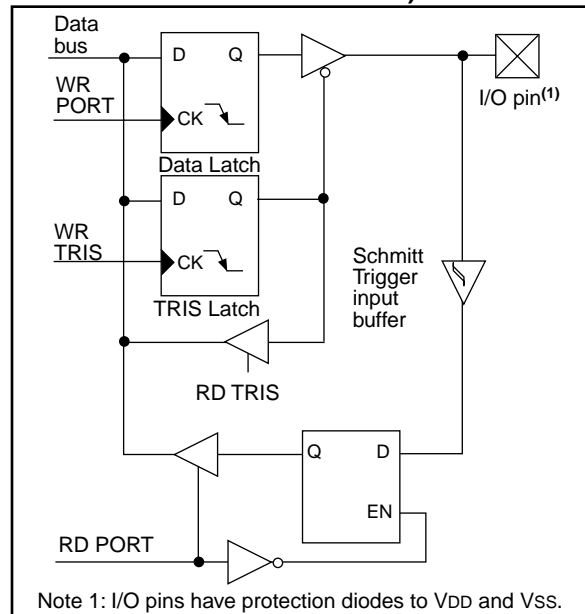 Data
bus
D Q
WR
PORT
CK
I/O pin(1)
Data Latch
D Q
WR
TRIS
CK
TRIS Latch
Schmitt
Trigger
input
buffer
RD TRIS
Q D
EN
RD PORT
Note 1: I/O pins have protection diodes to VDD and VSS.